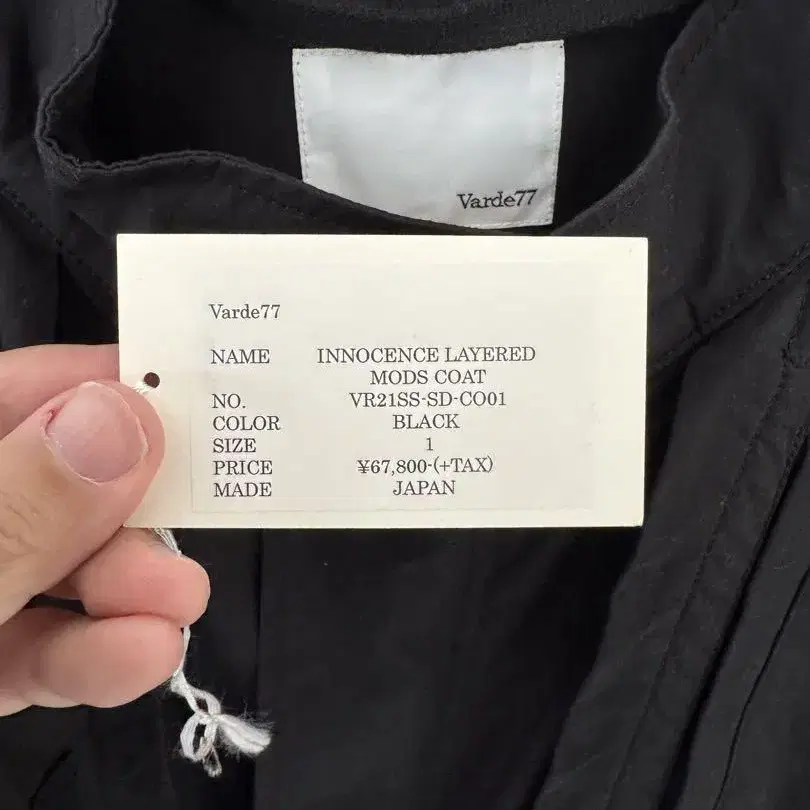 Varde77
Varde77
NAME INNOCENCE LAYERED
MODS COAT
NO. VR21SS-SD-CO01
COLOR BLACK
SIZE 1
PRICE ¥67,800-(+TAX)
MADE JAPAN